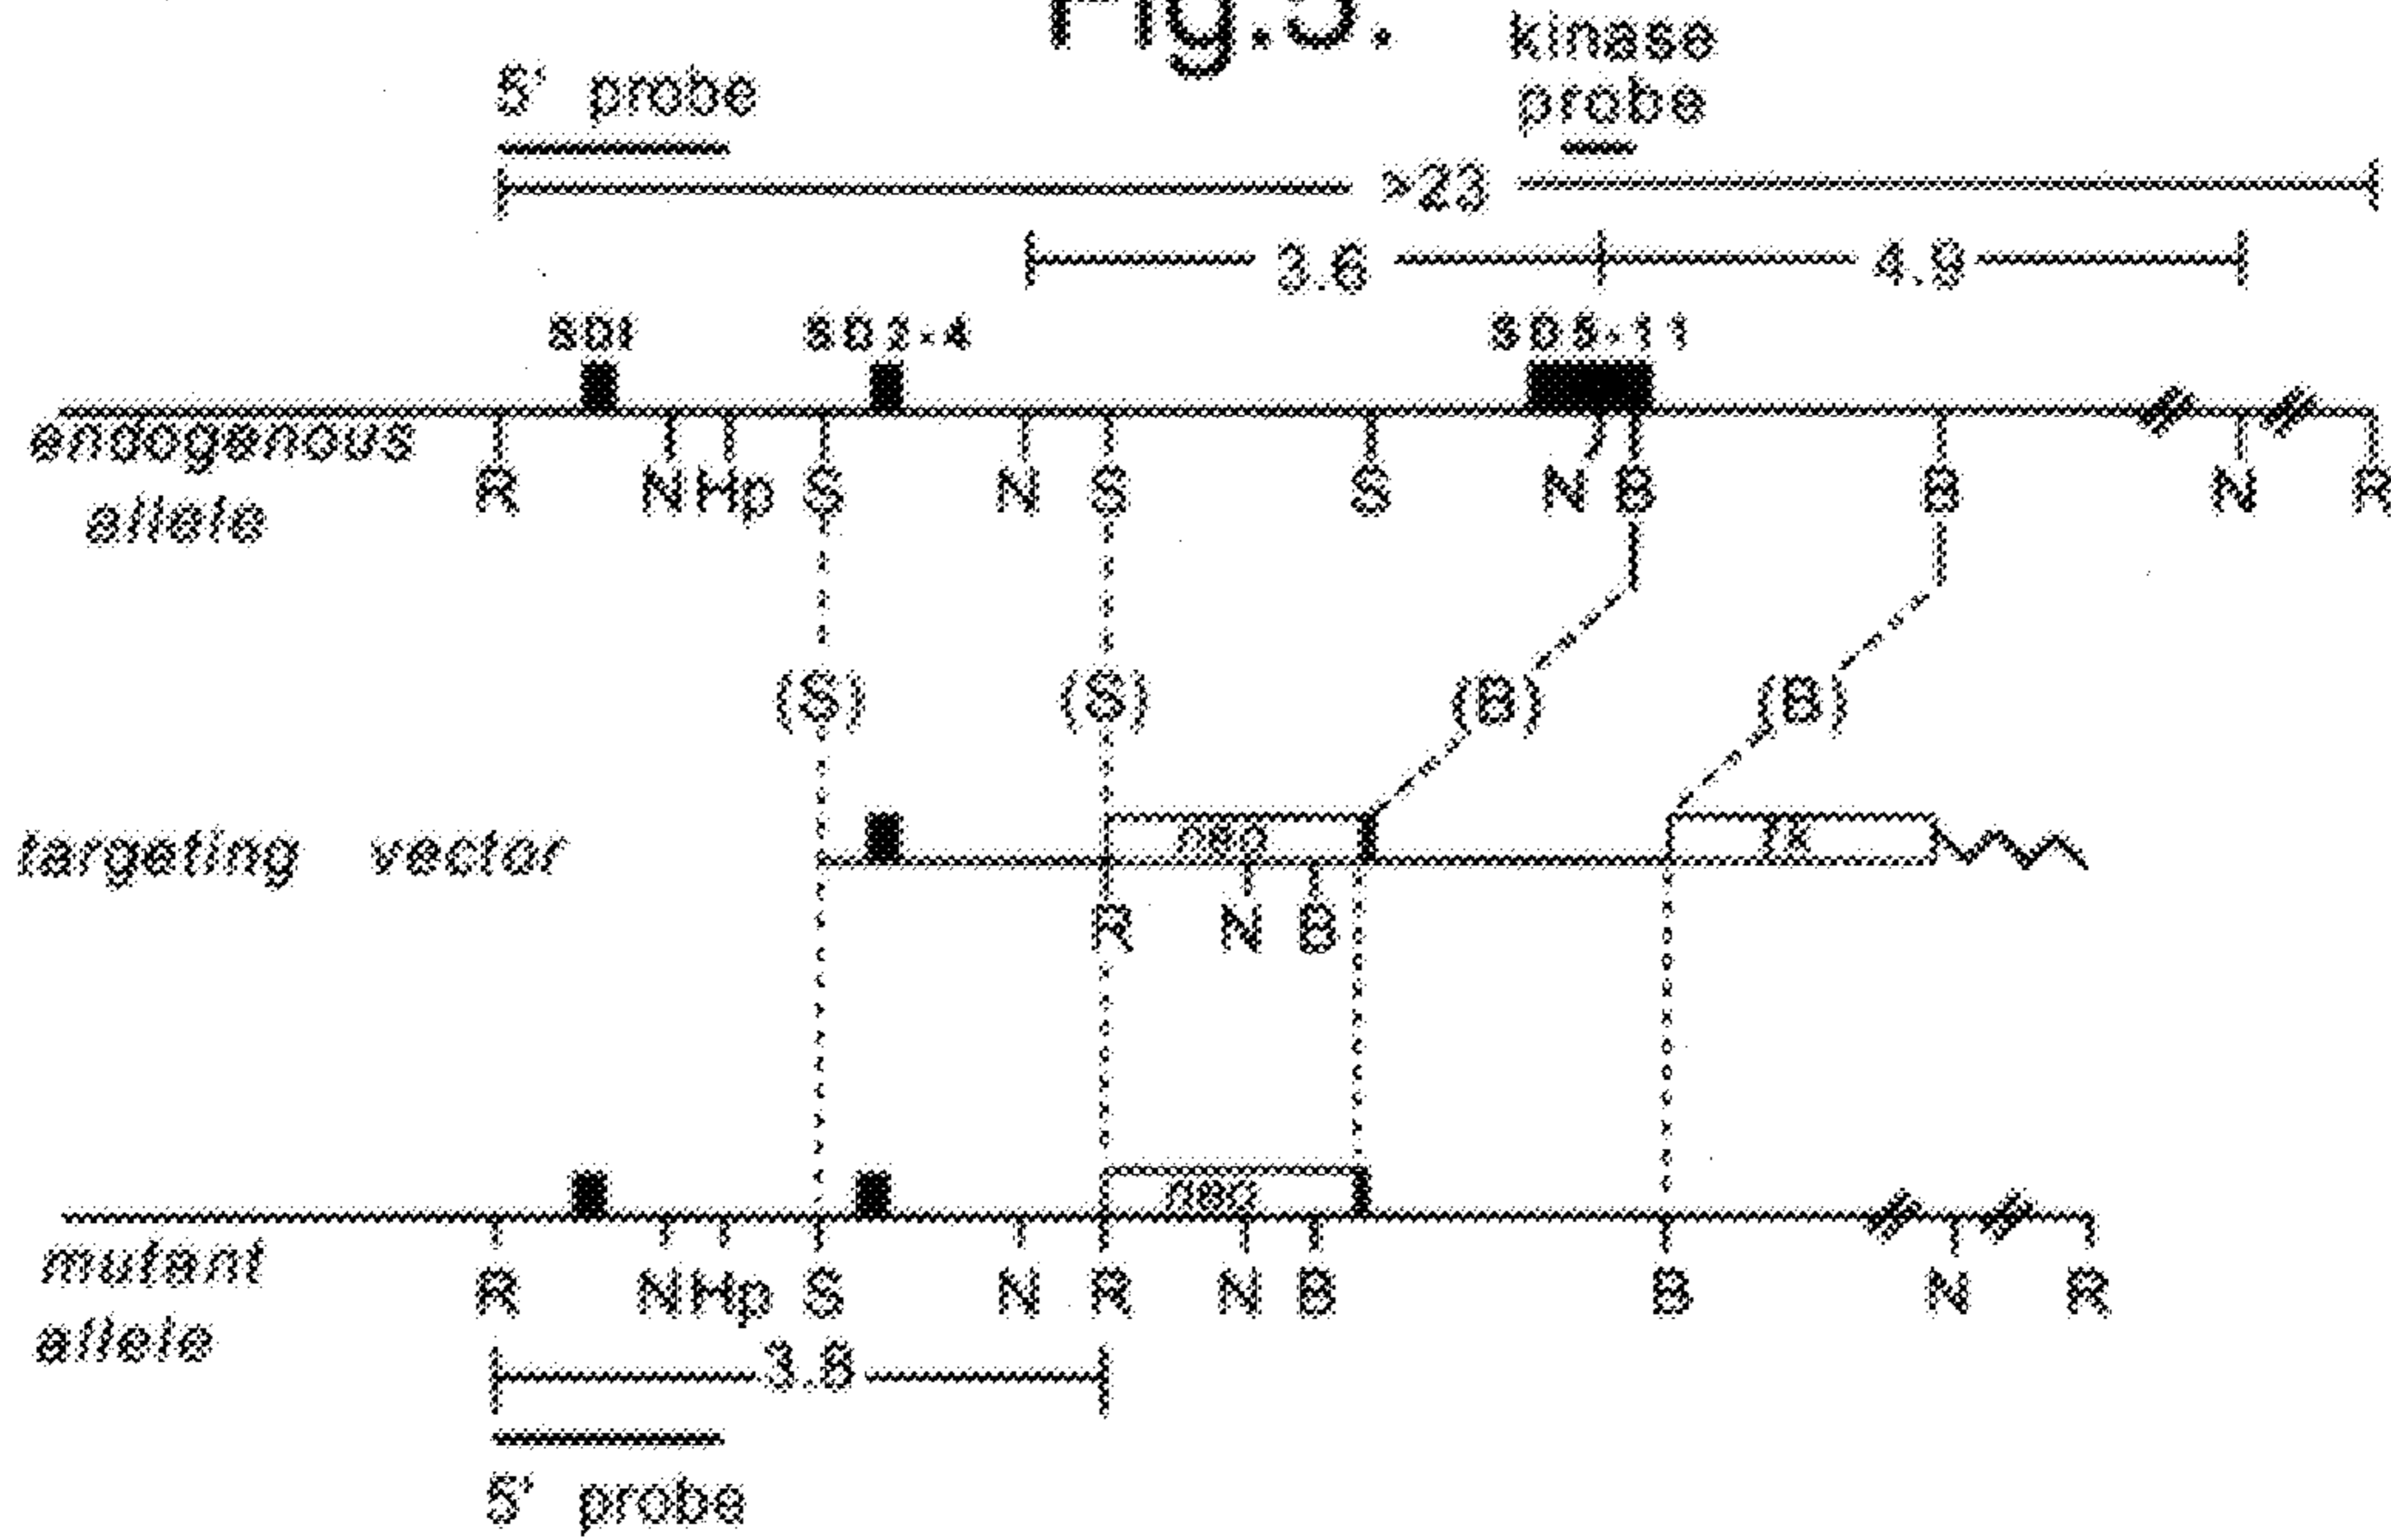 Fig.5.
kinase
5' probe
probe
>23
3.6 4.9
SD1 SD2-4 SD5-11
endogenous
R N Hp S N S S N B B N R
allele
(S) (S) (B) (B)
neo tk
targeting vector
R N B
neo
mutant
R N Hp S N R N B B N R
allele
3.8
5' probe